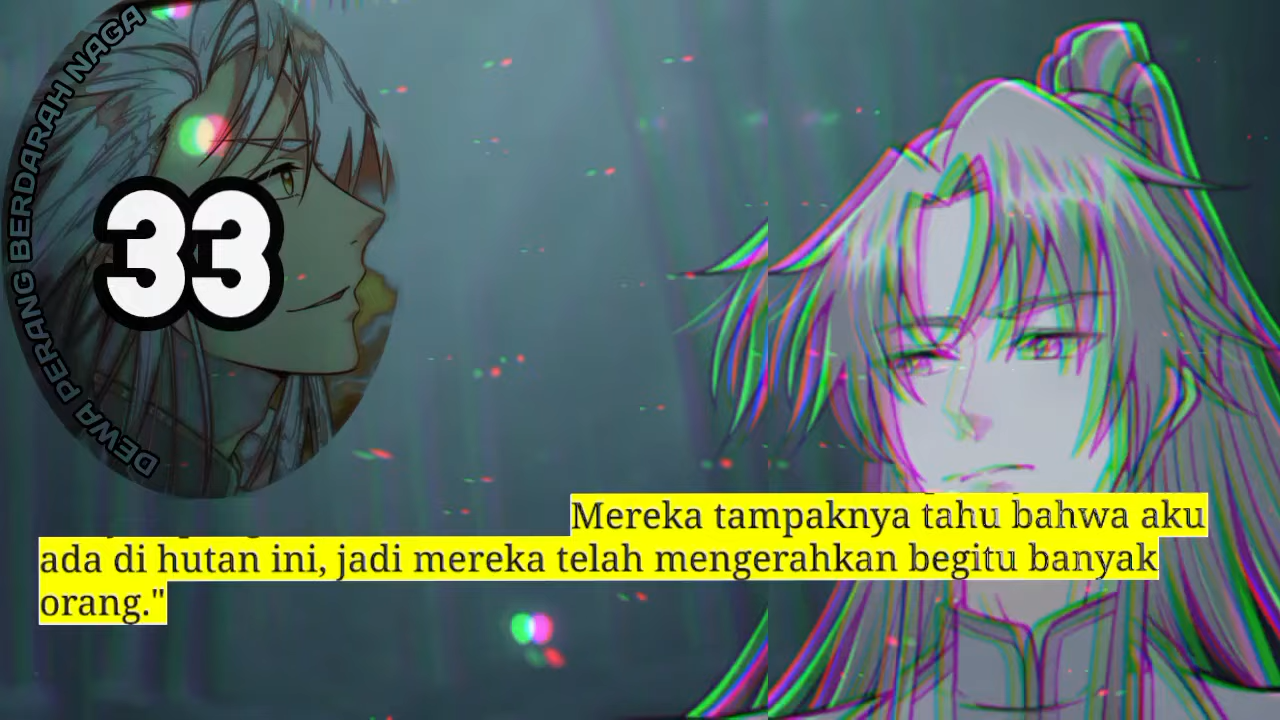 DEWA PERANG BERDARAH NAGA
33
Mereka tampaknya tahu bahwa aku
ada di hutan ini, jadi mereka telah mengerahkan begitu banyak
orang."